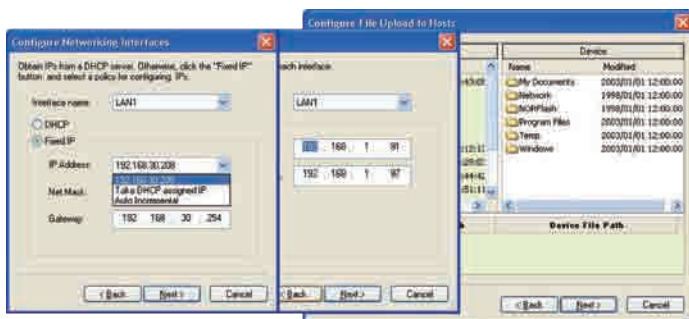 Configure Networking Interfaces
Obtain IPs from a DHCP server. Otherwise, click the "Fixed IP"
button and select a policy for configuring IPs.
Interface name: LAN1
DHCP
Fixed IP
IP Address: 192.168.30.208
192.168.30.208
Take DHCP assigned IP
Auto Incremental
Net Mask:
Gateway: 192 . 168 . 30 . 254
< Back Next > Cancel
each interface.
LAN1
192 . 168 . 1 . 81
192 . 168 . 1 . 87
< Back Next > Cancel
Configure File Upload to Hosts
Device
Name Modified
My Documents 2003/01/01 12:00:00
Network 1998/01/01 12:00:00
NORFlash 1998/01/01 12:00:00
Program Files 2003/01/01 12:00:00
Temp 2003/01/01 12:00:00
Windows 2003/01/01 12:00:00
Device File Path
< Back Next > Cancel